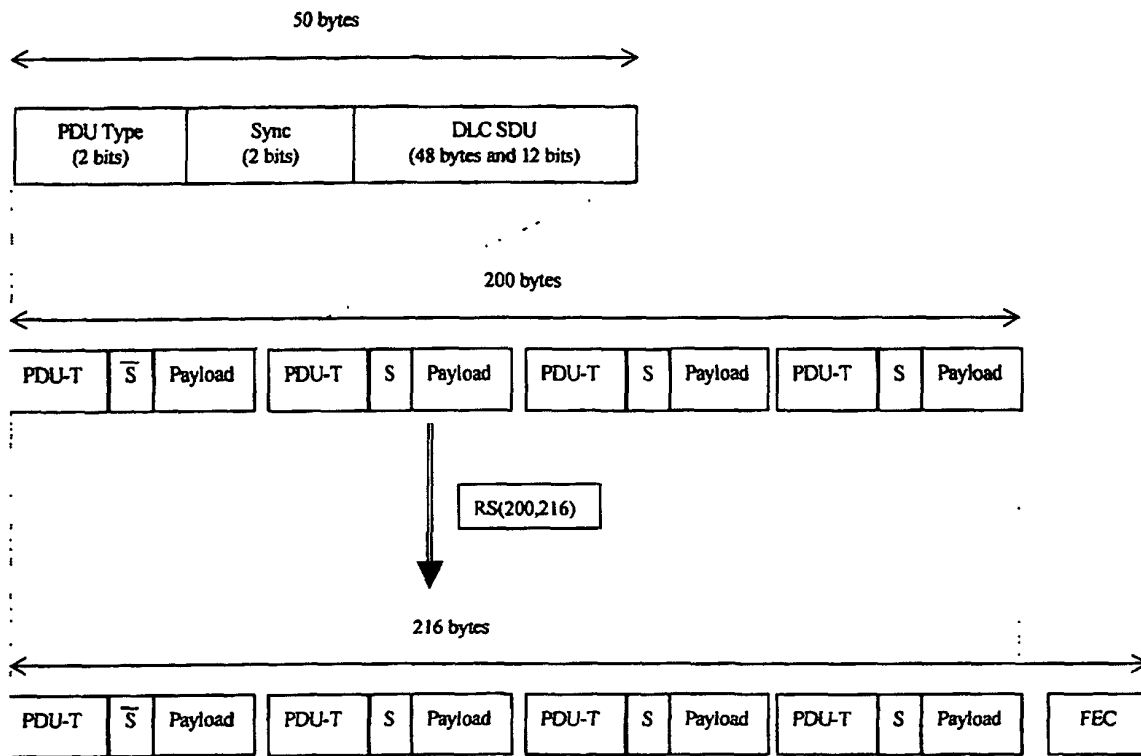 50 bytes
PDU Type Sync DLC SDU
(2 bits) (2 bits) (48 bytes and 12 bits)
200 bytes
PDU-T S̅ Payload PDU-T S Payload PDU-T S Payload PDU-T S Payload
RS(200,216)
216 bytes
PDU-T S̅ Payload PDU-T S Payload PDU-T S Payload PDU-T S Payload FEC